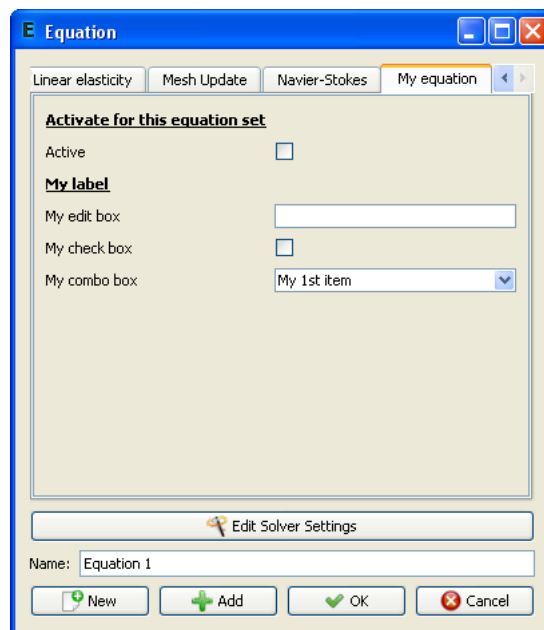 E Equation
Linear elasticity Mesh Update Navier-Stokes My equation
Activate for this equation set
Active
My label
My edit box
My check box
My combo box My 1st item
Edit Solver Settings
Name: Equation 1
New Add OK Cancel